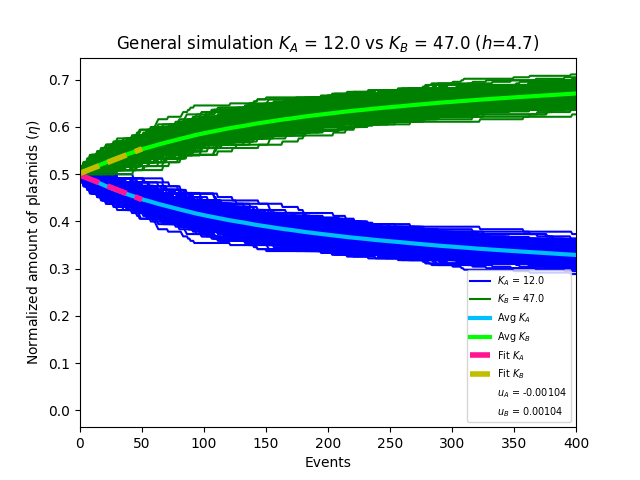 General simulation K_A = 12.0 vs K_B = 47.0 (h=4.7)
Normalized amount of plasmids (η)
0.7
0.6
0.5
0.4
0.3
0.2
0.1
0.0
K_A = 12.0
K_B = 47.0
Avg K_A
Avg K_B
Fit K_A
Fit K_B
u_A = -0.00104
u_B = 0.00104
0 50 100 150 200 250 300 350 400
Events